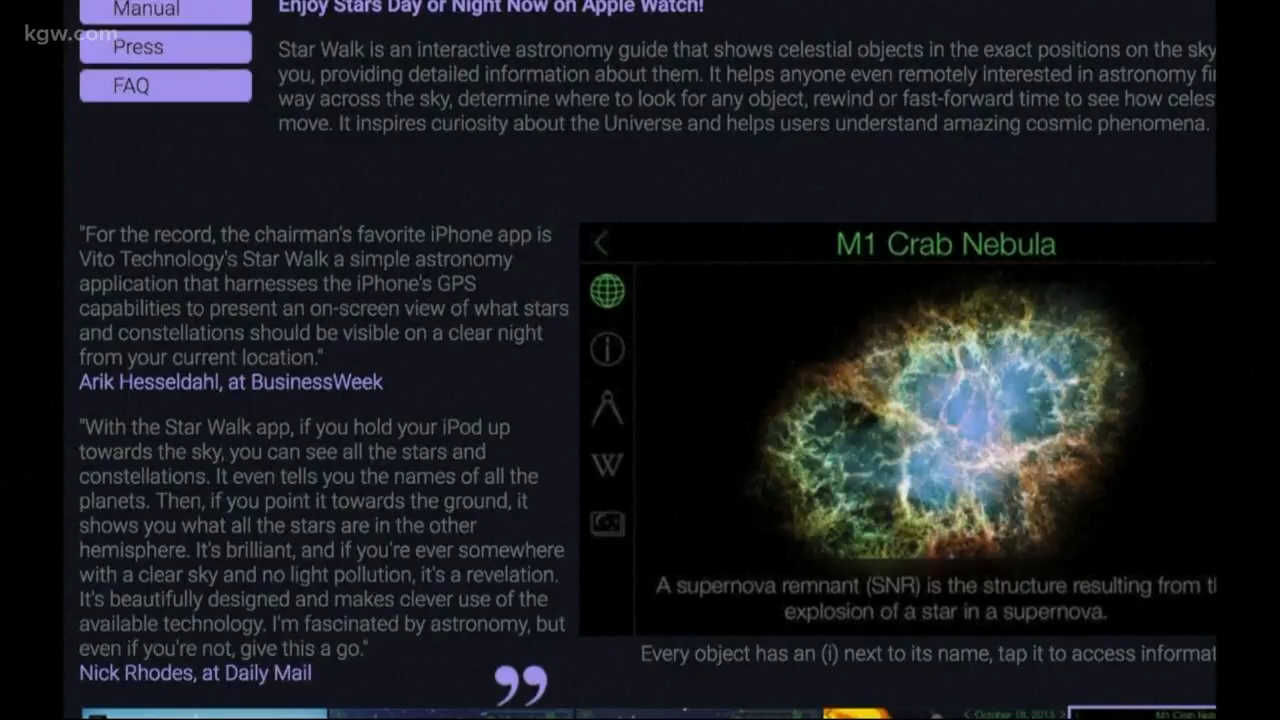 kgw.com
Manual
Press
FAQ
Enjoy Stars Day or Night Now on Apple Watch!
Star Walk is an interactive astronomy guide that shows celestial objects in the exact positions on the sky
you, providing detailed information about them. It helps anyone even remotely interested in astronomy fi
way across the sky, determine where to look for any object, rewind or fast-forward time to see how celes
move. It inspires curiosity about the Universe and helps users understand amazing cosmic phenomena.
"For the record, the chairman's favorite iPhone app is
Vito Technology's Star Walk a simple astronomy
application that harnesses the iPhone's GPS
capabilities to present an on-screen view of what stars
and constellations should be visible on a clear night
from your current location."
Arik Hesseldahl, at BusinessWeek
"With the Star Walk app, if you hold your iPod up
towards the sky, you can see all the stars and
constellations. It even tells you the names of all the
planets. Then, if you point it towards the ground, it
shows you what all the stars are in the other
hemisphere. It's brilliant, and if you're ever somewhere
with a clear sky and no light pollution, it's a revelation.
It's beautifully designed and makes clever use of the
available technology. I'm fascinated by astronomy, but
even if you're not, give this a go."
Nick Rhodes, at Daily Mail
M1 Crab Nebula
W
A supernova remnant (SNR) is the structure resulting from t
explosion of a star in a supernova.
Every object has an (i) next to its name, tap it to access informat
M1 Crab Ne